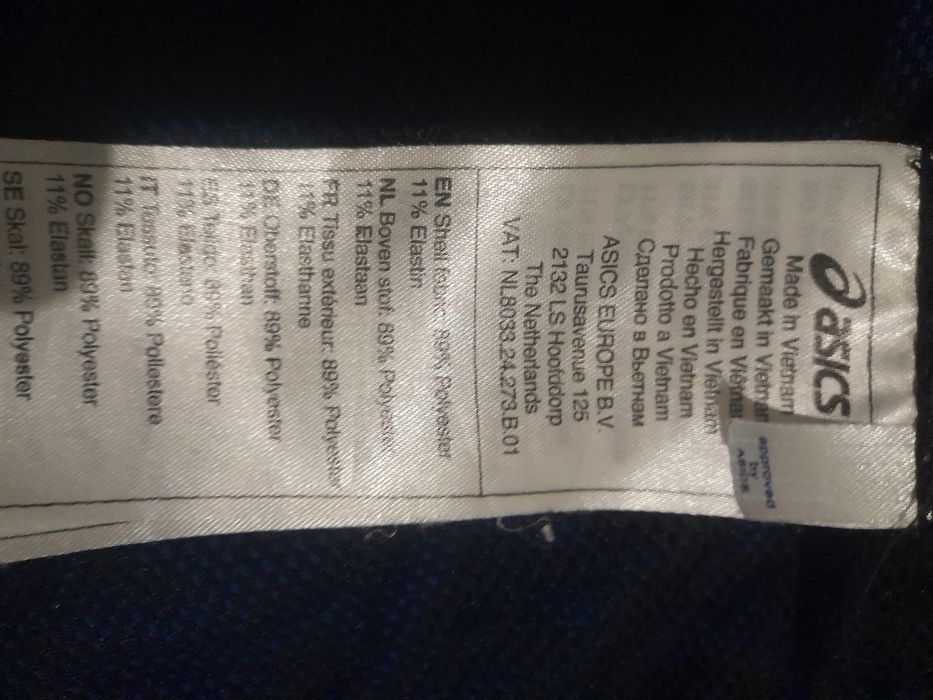 asics
Made in Vietnam
Gemaakt in Vietnam
Fabriqué en Vietnam
Hergestellt in Vietnam
Hecho en Vietnam
Prodotto a Vietnam
Сделано в Вьетнам
ASICS EUROPE B.V.
Taurusavenue 125
2132 LS Hoofddorp
The Netherlands
VAT: NL8033.24.273.B.01
approved
by
ASICS
EN Shell fabric: 89% Polyester
11% Elastin
NL Boven stof: 89% Polyester
11% Elastaan
FR Tissu extérieur: 89% Polyester
11% Elasthanne
DE Oberstoff: 89% Polyester
11% Elasthan
ES Tejido 89% Poliéster
11% Elastano
IT Tessuto 89% Poliestere
11% Elastan
NO Skall: 89% Polyester
11% Elastan
SE Skal: 89% Polyester